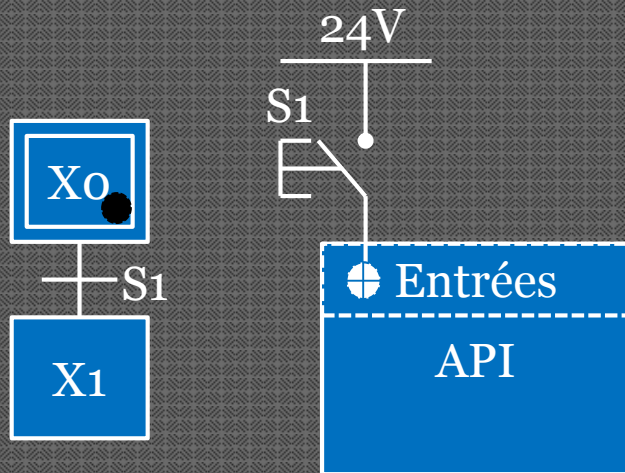 24V
S1
X0
S1
Entrées
API
X1